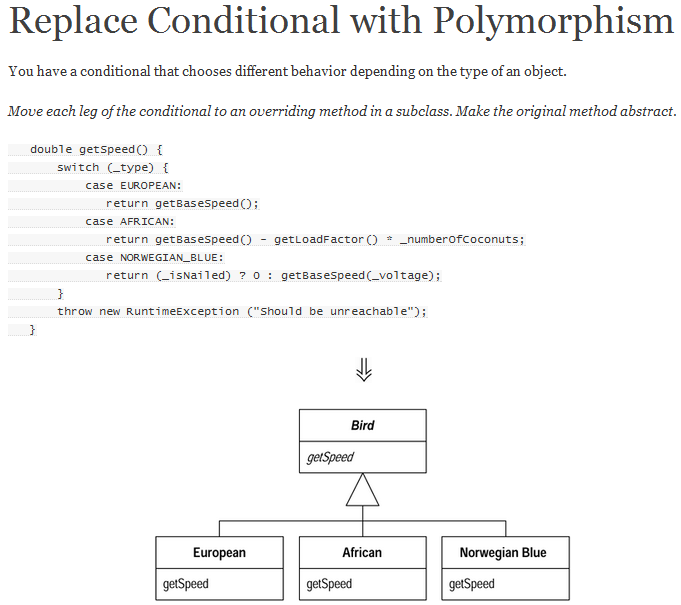 Replace Conditional with Polymorphism
You have a conditional that chooses different behavior depending on the type of an object.
Move each leg of the conditional to an overriding method in a subclass. Make the original method abstract.
double getSpeed() {
switch (_type) {
case EUROPEAN:
return getBaseSpeed();
case AFRICAN:
return getBaseSpeed() - getLoadFactor() * _numberOfCoconuts;
case NORWEGIAN_BLUE:
return (_isNailed) ? 0 : getBaseSpeed(_voltage);
}
throw new RuntimeException ("Should be unreachable");
}
Bird
getSpeed
European African Norwegian Blue
getSpeed getSpeed getSpeed